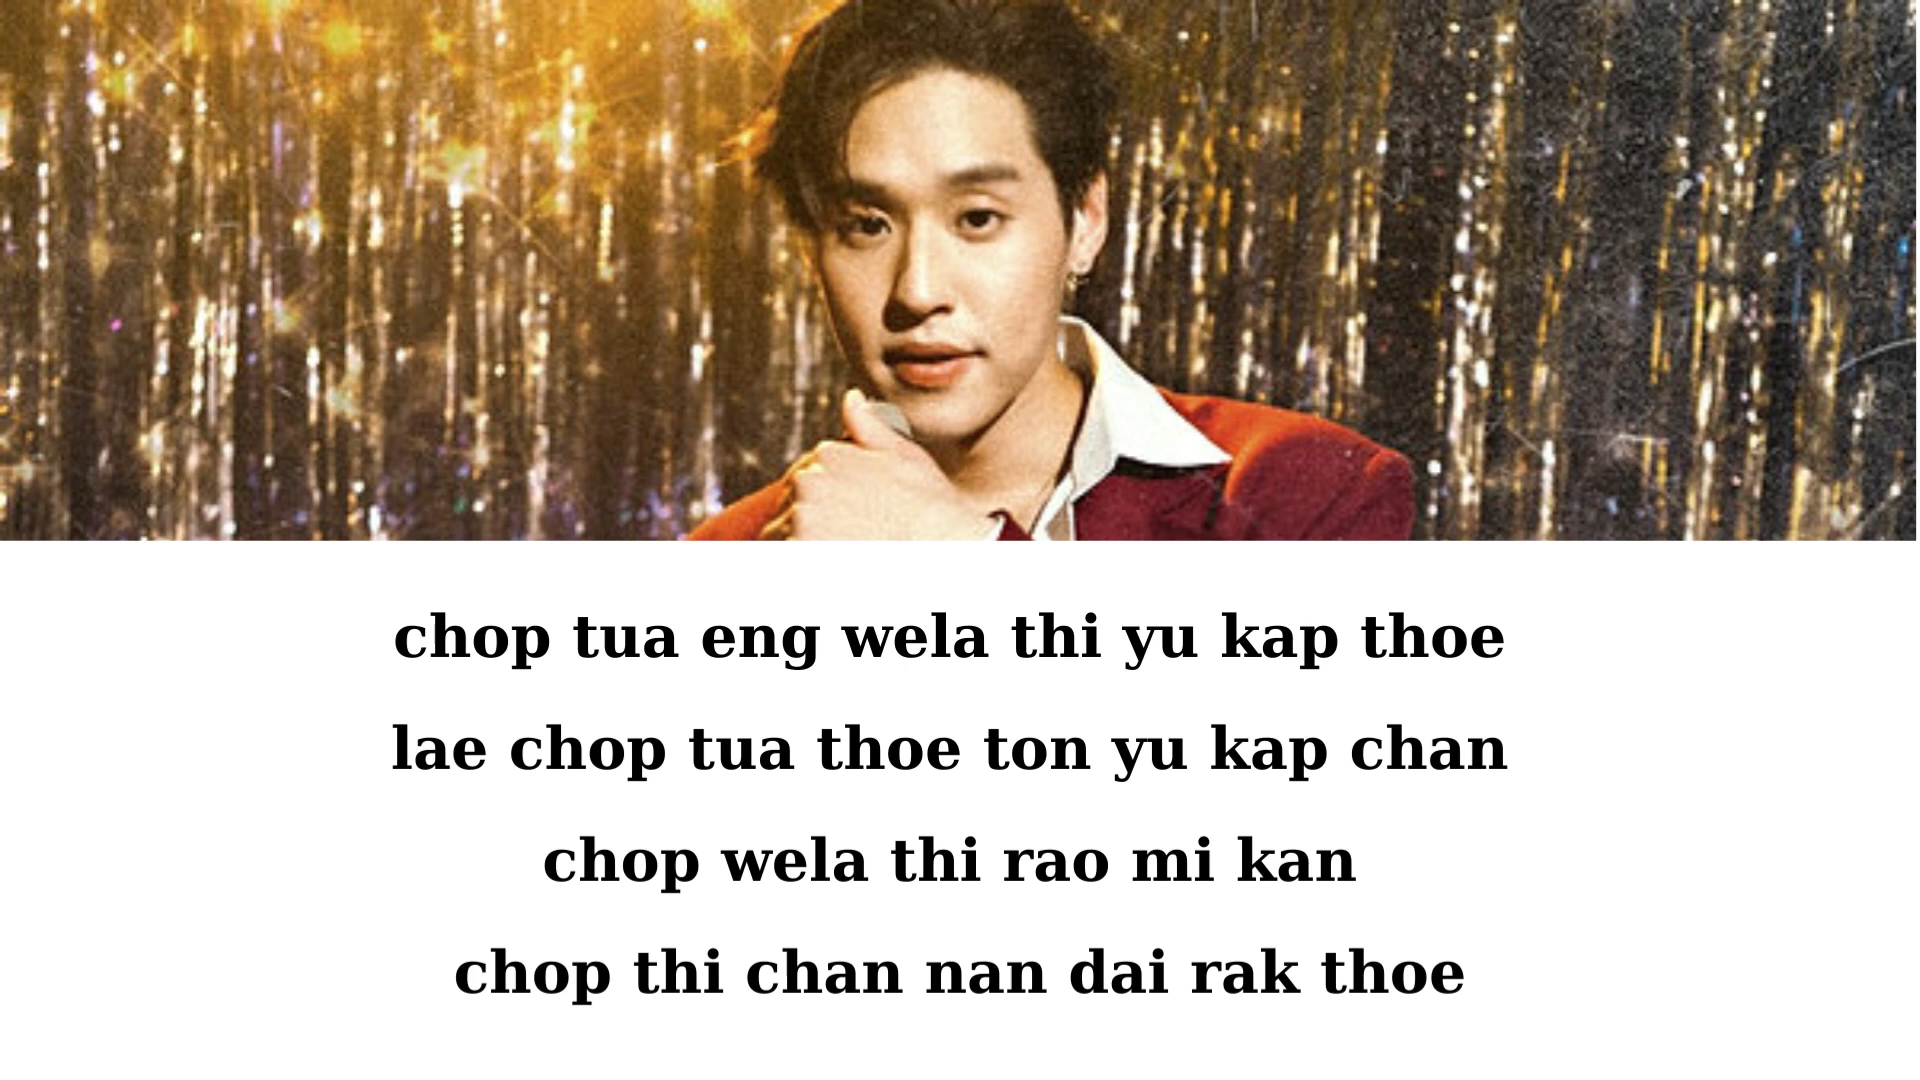 chop tua eng wela thi yu kap thoe
lae chop tua thoe ton yu kap chan
chop wela thi rao mi kan
chop thi chan nan dai rak thoe